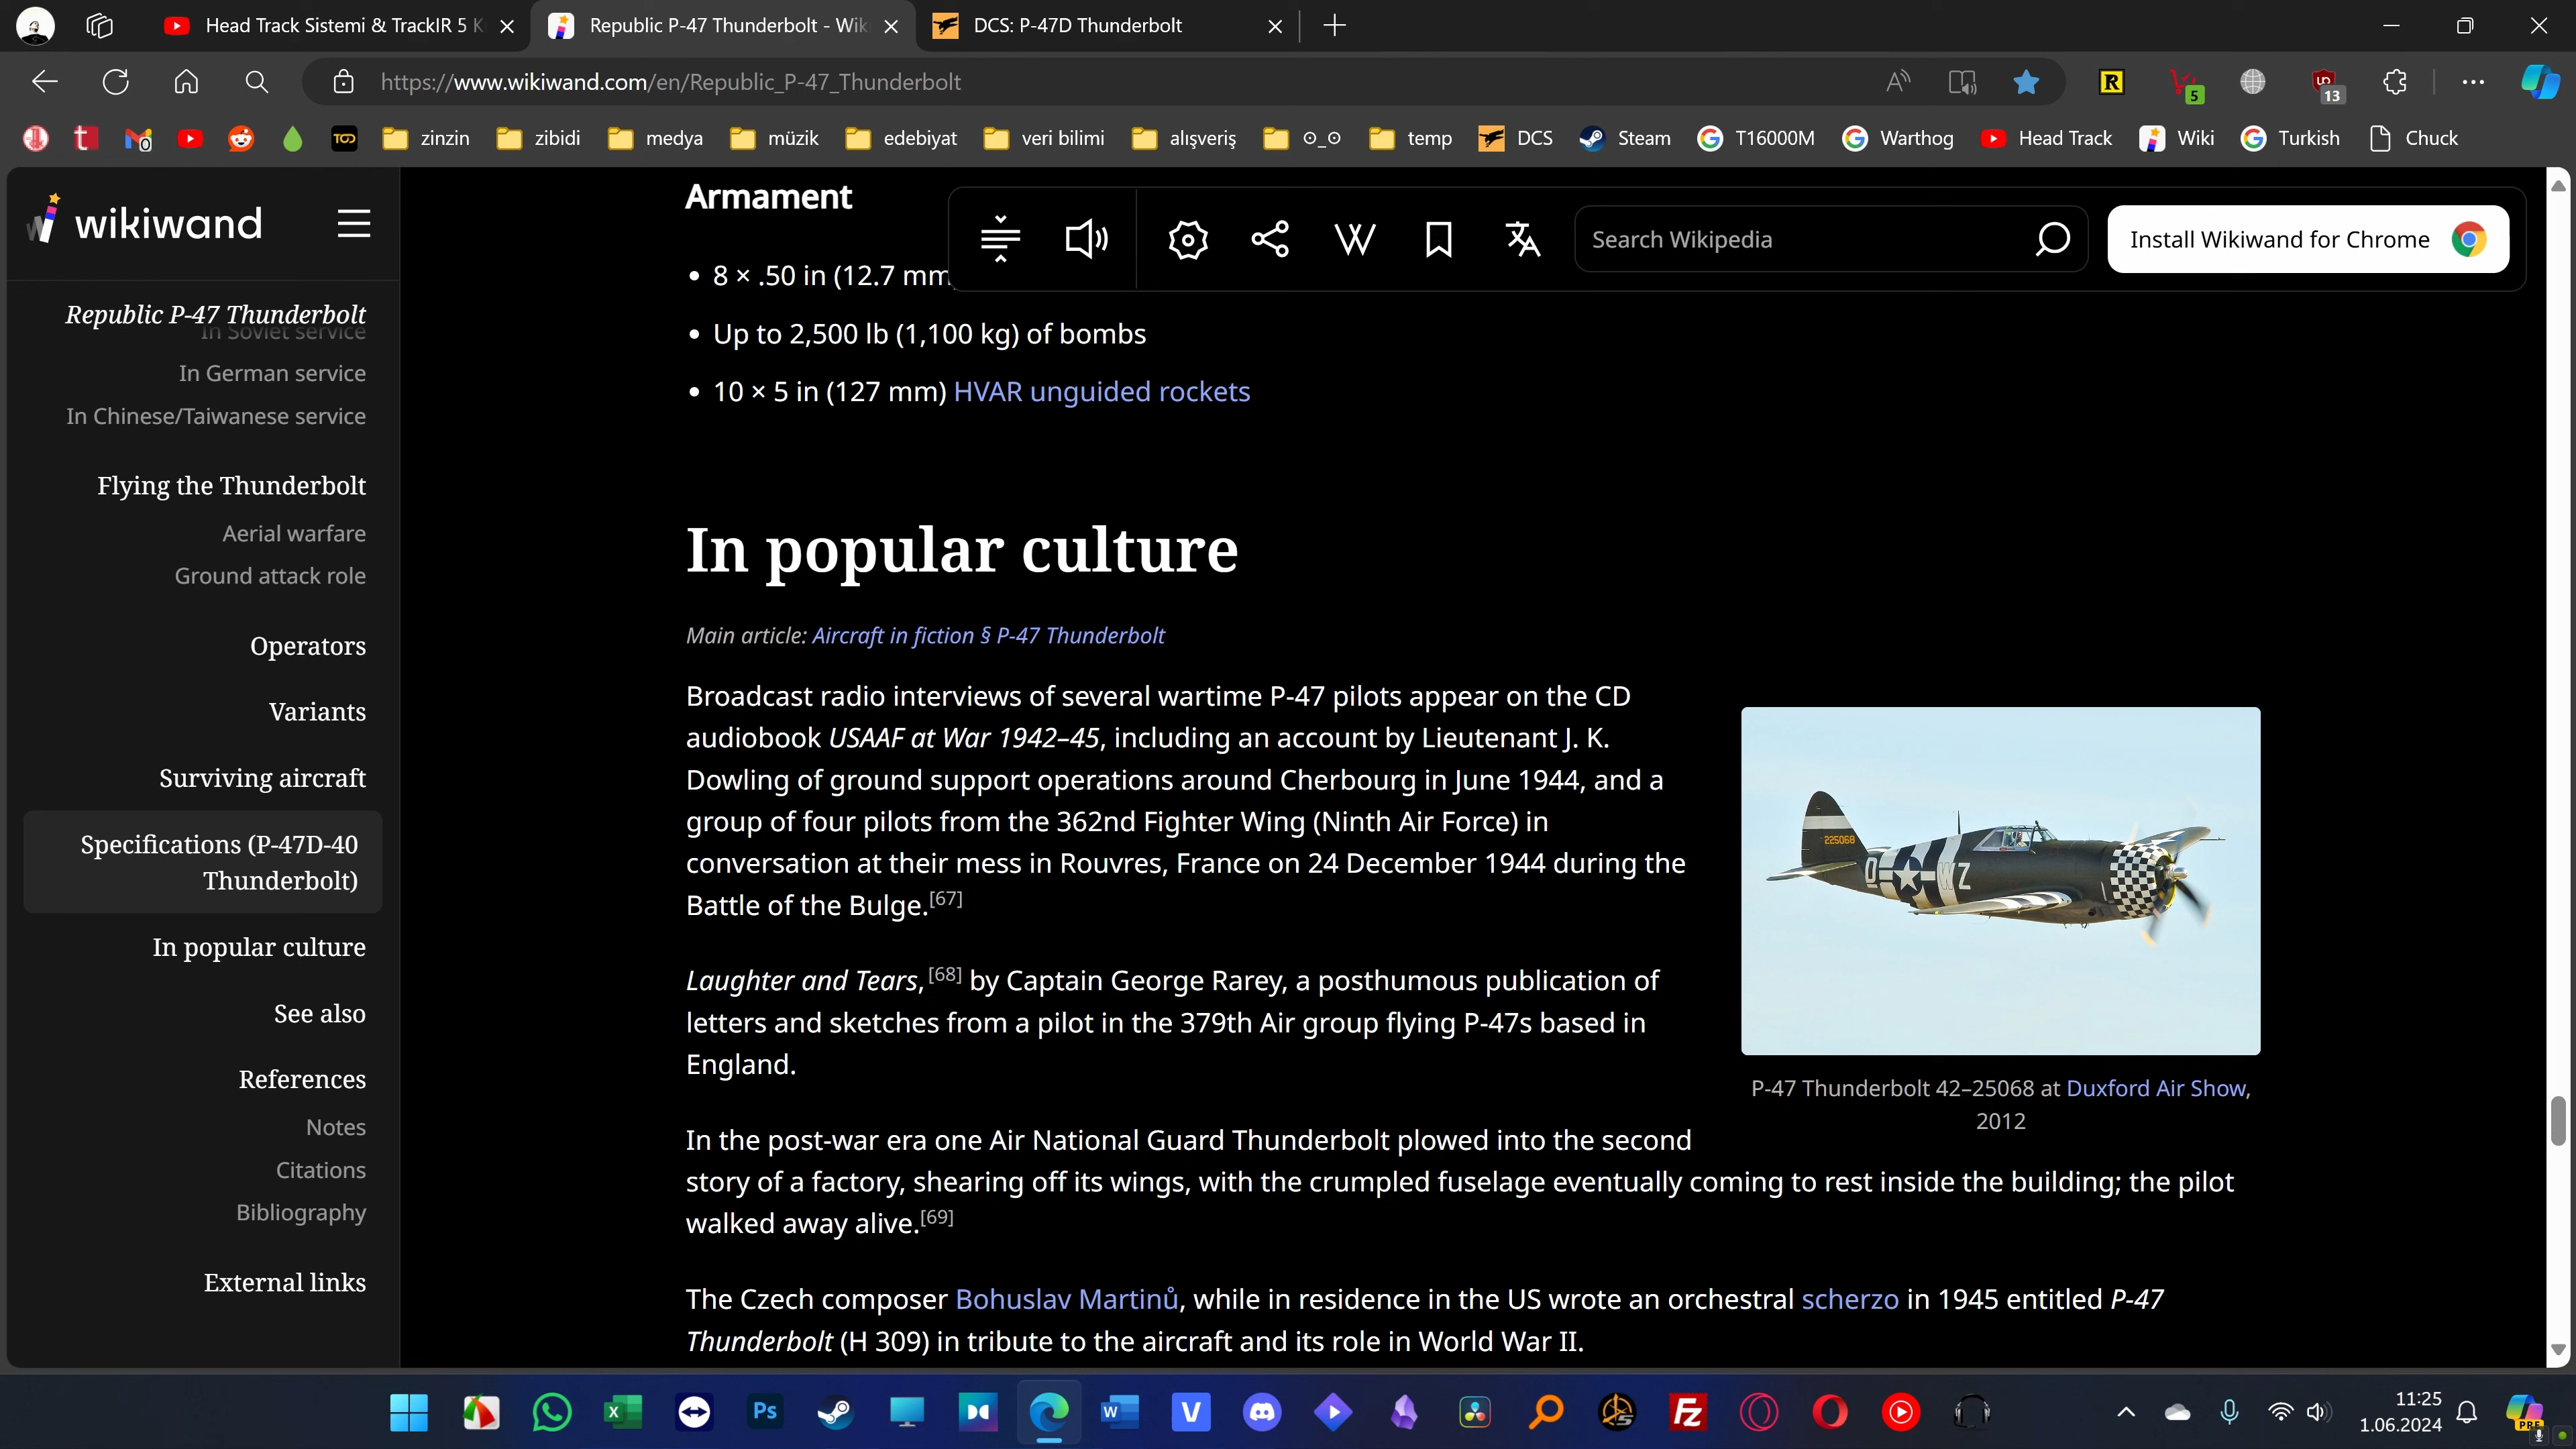 Head Track Sistemi & TrackIR 5 K
Republic P-47 Thunderbolt - Wik
DCS: P-47D Thunderbolt
https://www.wikiwand.com/en/Republic_P-47_Thunderbolt
5
13
0
zinzin
zibidi
medya
müzik
edebiyat
veri bilimi
alışveriş
⊙_⊙
temp
DCS
Steam
T16000M
Warthog
Head Track
Wiki
Turkish
Chuck
wikiwand
Republic P-47 Thunderbolt
In Soviet service
In German service
In Chinese/Taiwanese service
Flying the Thunderbolt
Aerial warfare
Ground attack role
Operators
Variants
Surviving aircraft
Specifications (P-47D-40
Thunderbolt)
In popular culture
See also
References
Notes
Citations
Bibliography
External links
Search Wikipedia
Install Wikiwand for Chrome
Armament
• 8 × .50 in (12.7 mm
• Up to 2,500 lb (1,100 kg) of bombs
• 10 × 5 in (127 mm) HVAR unguided rockets
In popular culture
Main article: Aircraft in fiction § P-47 Thunderbolt
Broadcast radio interviews of several wartime P-47 pilots appear on the CD
audiobook USAAF at War 1942–45, including an account by Lieutenant J. K.
Dowling of ground support operations around Cherbourg in June 1944, and a
group of four pilots from the 362nd Fighter Wing (Ninth Air Force) in
conversation at their mess in Rouvres, France on 24 December 1944 during the
Battle of the Bulge.[67]
Laughter and Tears,[68] by Captain George Rarey, a posthumous publication of
letters and sketches from a pilot in the 379th Air group flying P-47s based in
England.
225068
WZ
P-47 Thunderbolt 42–25068 at Duxford Air Show,
2012
In the post-war era one Air National Guard Thunderbolt plowed into the second
story of a factory, shearing off its wings, with the crumpled fuselage eventually coming to rest inside the building; the pilot
walked away alive.[69]
The Czech composer Bohuslav Martinů, while in residence in the US wrote an orchestral scherzo in 1945 entitled P-47
Thunderbolt (H 309) in tribute to the aircraft and its role in World War II.
Ps
11:25
1.06.2024
PRE